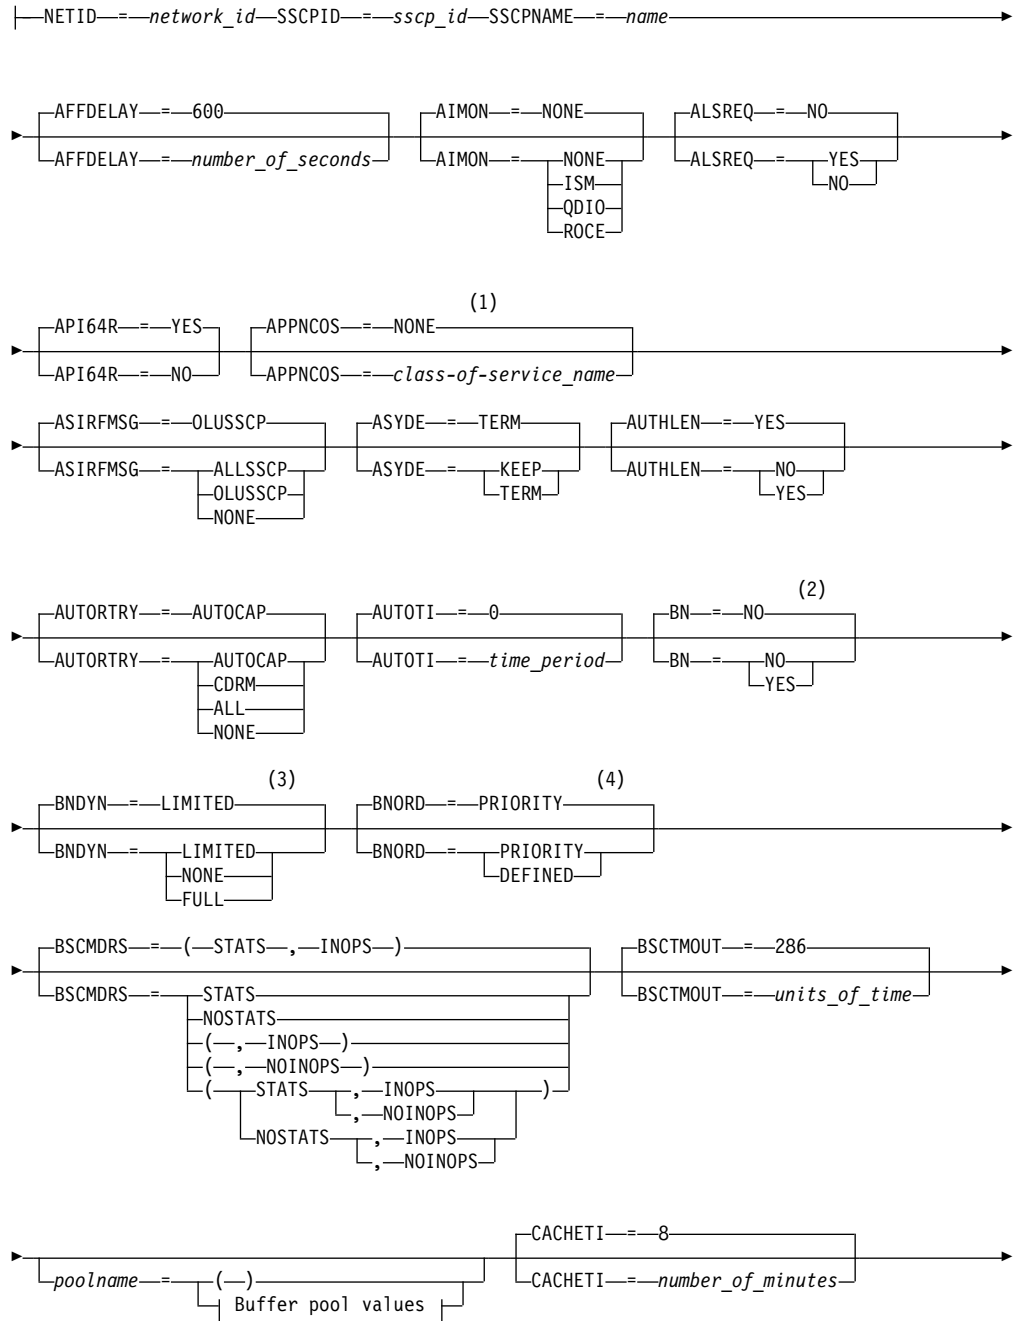 NETID = network_id SSCPID = sscp_id SSCPNAME = name
AFFDELAY = 600 AIMON = NONE ALSREQ = NO
AFFDELAY = number_of_seconds AIMON = NONE ALSREQ = YES
ISM NO
QDIO
ROCE
(1)
API64R = YES APPNCOS = NONE
API64R = NO APPNCOS = class-of-service_name
ASIRFMSG = OLUSSCP ASYDE = TERM AUTHLEN = YES
ASIRFMSG = ALLSSCP ASYDE = KEEP AUTHLEN = NO
OLUSSCP TERM YES
NONE
(2)
AUTORTRY = AUTOCAP AUTOTI = 0 BN = NO
AUTORTRY = AUTOCAP AUTOTI = time_period BN = NO
CDRM YES
ALL
NONE
(3) (4)
BNDYN = LIMITED BNORD = PRIORITY
BNDYN = LIMITED BNORD = PRIORITY
NONE DEFINED
FULL
BSCMDRS = ( STATS , INOPS ) BSCTMOUT = 286
BSCMDRS = STATS BSCTMOUT = units_of_time
NOSTATS
( , INOPS )
( , NOINOPS )
( STATS , INOPS )
, NOINOPS
NOSTATS , INOPS
, NOINOPS
CACHETI = 8
poolname = ( ) CACHETI = number_of_minutes
Buffer pool values